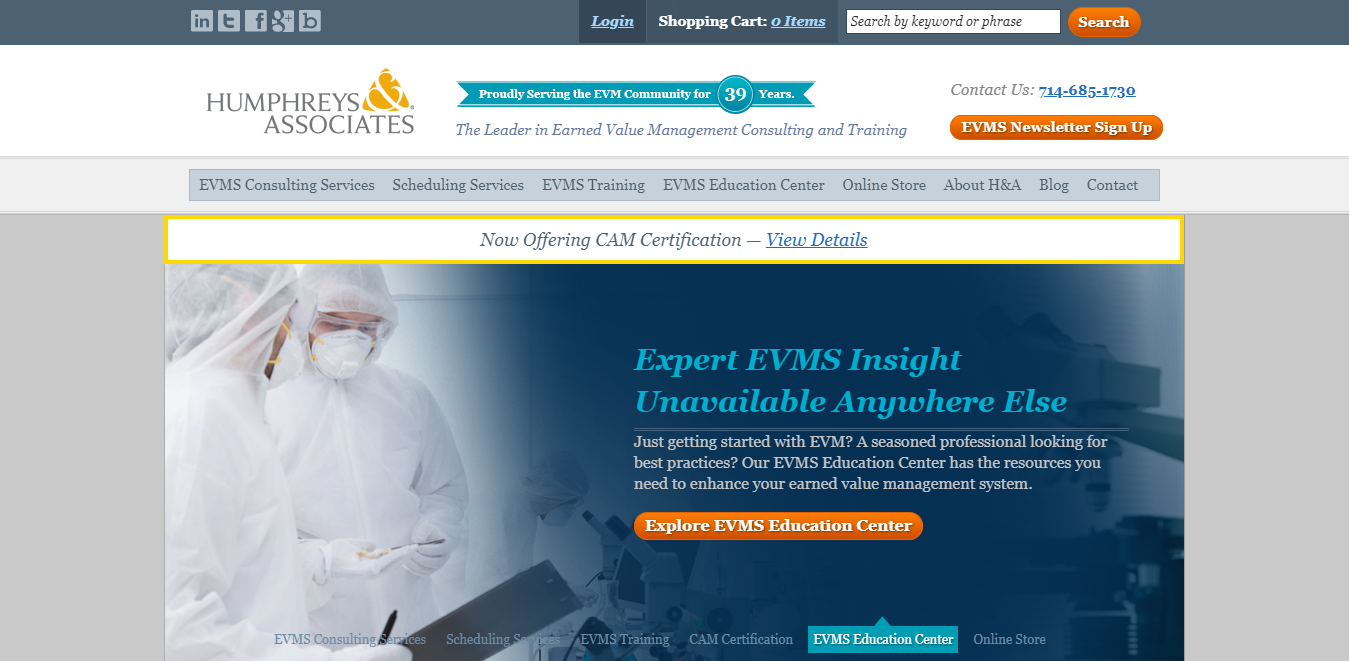 Login
Shopping Cart: 0 Items
Search by keyword or phrase
Search
HUMPHREYS & ASSOCIATES
Proudly Serving the EVM Community for 39 Years.
The Leader in Earned Value Management Consulting and Training
Contact Us: 714-685-1730
EVMS Newsletter Sign Up
EVMS Consulting Services
Scheduling Services
EVMS Training
EVMS Education Center
Online Store
About H&A
Blog
Contact
Now Offering CAM Certification — View Details
Expert EVMS Insight
Unavailable Anywhere Else
Just getting started with EVM? A seasoned professional looking for
best practices? Our EVMS Education Center has the resources you
need to enhance your earned value management system.
Explore EVMS Education Center
EVMS Consulting Services
Scheduling Services
EVMS Training
CAM Certification
EVMS Education Center
Online Store